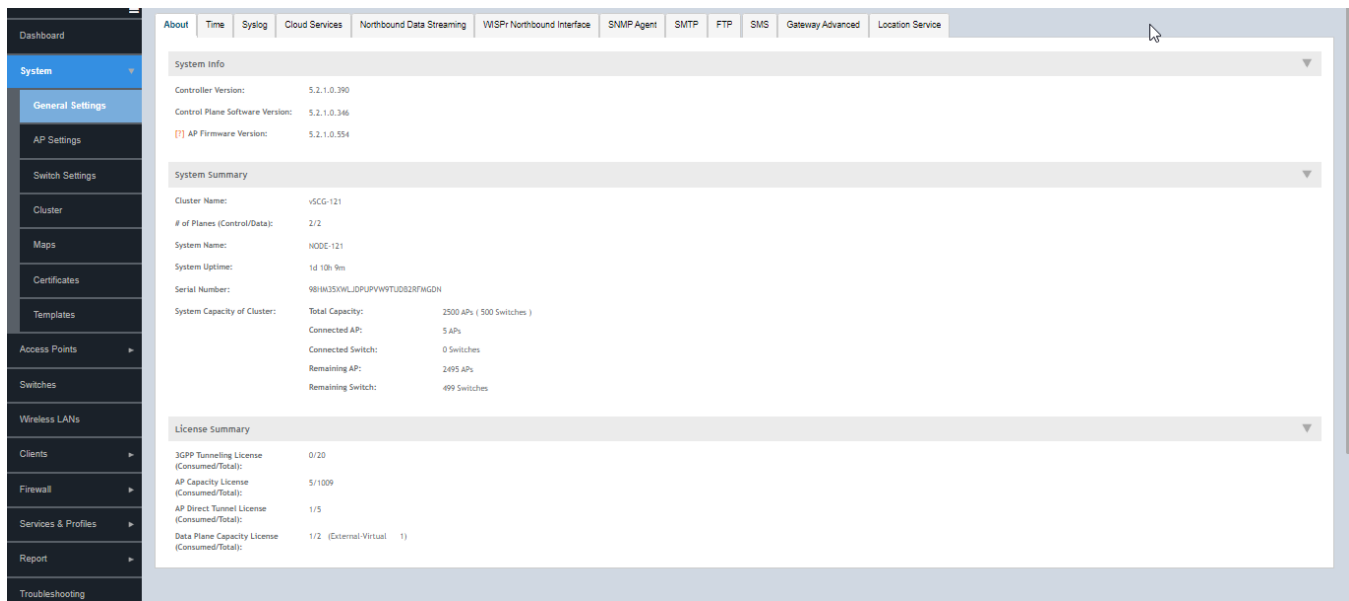 Dashboard
System
General Settings
AP Settings
Switch Settings
Cluster
Maps
Certificates
Templates
Access Points
Switches
Wireless LANs
Clients
Firewall
Services & Profiles
Report
Troubleshooting
About Time Syslog Cloud Services Northbound Data Streaming WISPr Northbound Interface SNMP Agent SMTP FTP SMS Gateway Advanced Location Service
System Info
Controller Version: 5.2.1.0.390
Control Plane Software Version: 5.2.1.0.346
[?] AP Firmware Version: 5.2.1.0.554
System Summary
Cluster Name: vSCG-121
# of Planes (Control/Data): 2/2
System Name: NODE-121
System Uptime: 1d 10h 9m
Serial Number: 98HM35XWLJDPUPVW9TUDB2RFMGDN
System Capacity of Cluster: Total Capacity: 2500 APs ( 500 Switches )
Connected AP: 5 APs
Connected Switch: 0 Switches
Remaining AP: 2495 APs
Remaining Switch: 499 Switches
License Summary
3GPP Tunneling License 0/20
(Consumed/Total):
AP Capacity License 5/1009
(Consumed/Total):
AP Direct Tunnel License 1/5
(Consumed/Total):
Data Plane Capacity License 1/2 (External-Virtual 1)
(Consumed/Total):